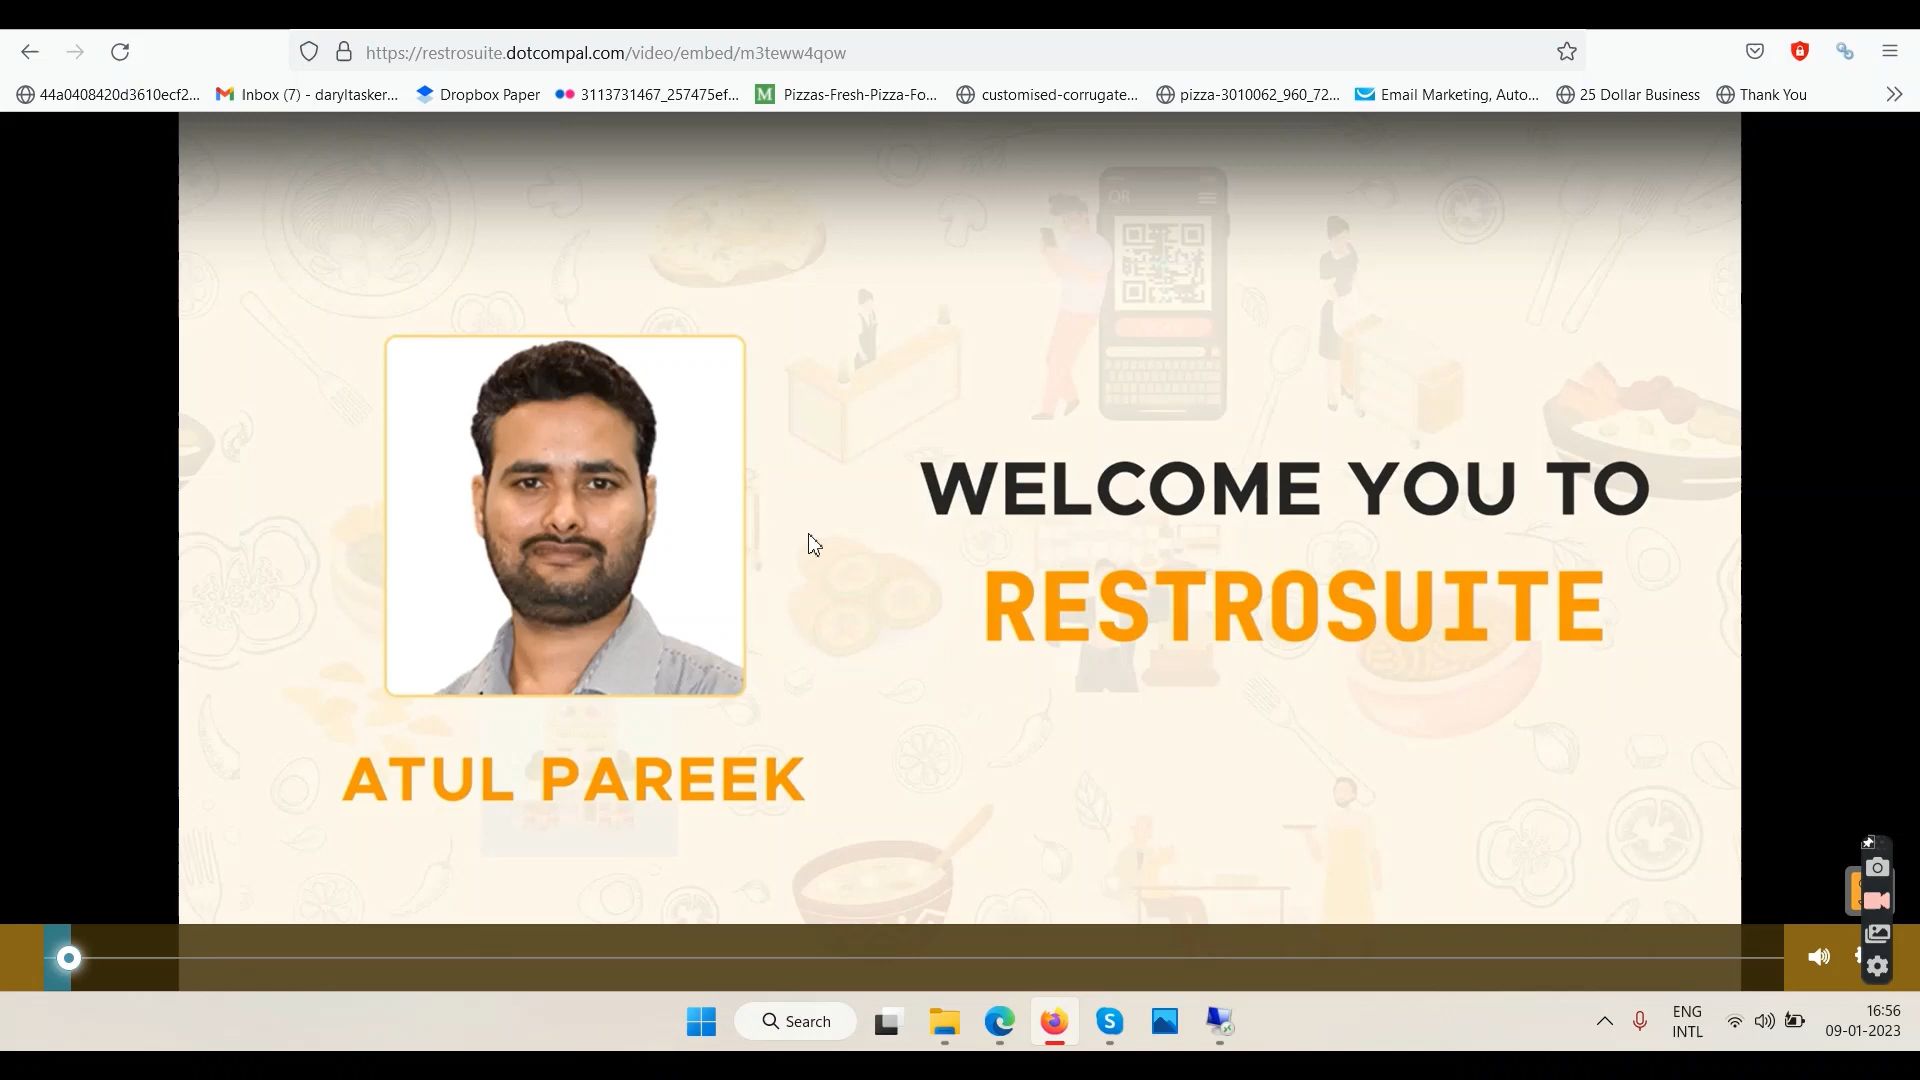 https://restrosuite.dotcompal.com/video/embed/m3teww4qow
44a0408420d3610ecf2...
Inbox (7) - daryltasker...
Dropbox Paper
3113731467_257475ef...
M
Pizzas-Fresh-Pizza-Fo...
customised-corrugate...
pizza-3010062_960_72...
Email Marketing, Auto...
25 Dollar Business
Thank You
QR
WELCOME YOU TO
RESTROSUITE
ATUL PAREEK
Search
ENG
INTL
16:56
09-01-2023